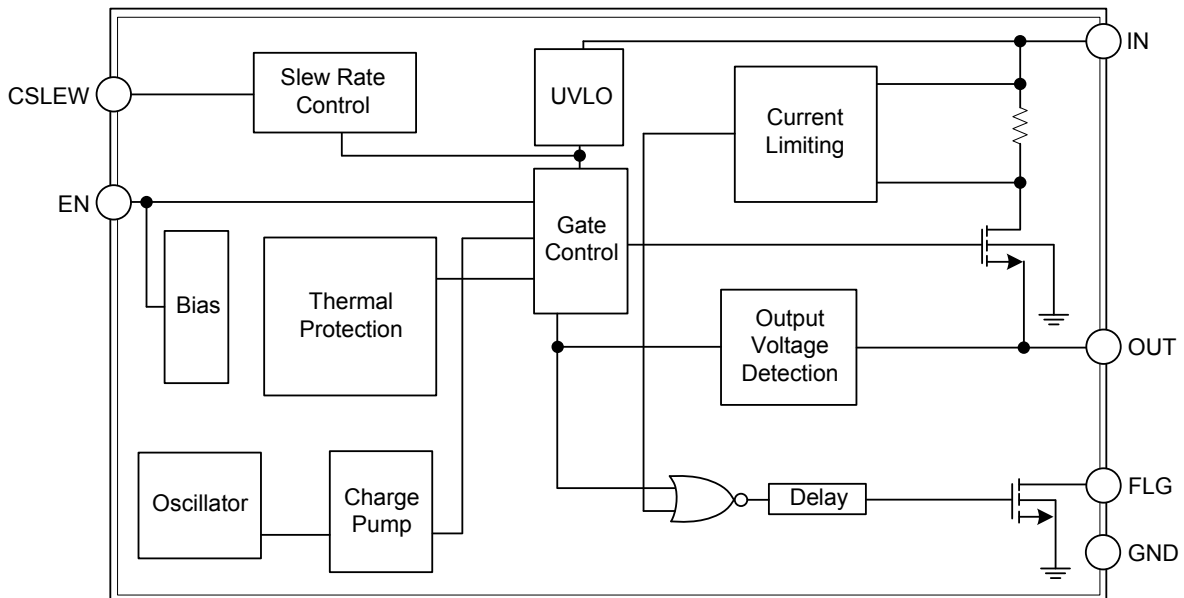 IN
CSLEW
Slew Rate
Control
UVLO
Current
Limiting
EN
Gate
Control
Bias
Thermal
Protection
Output
Voltage
Detection
OUT
Oscillator
Charge
Pump
Delay
FLG
GND